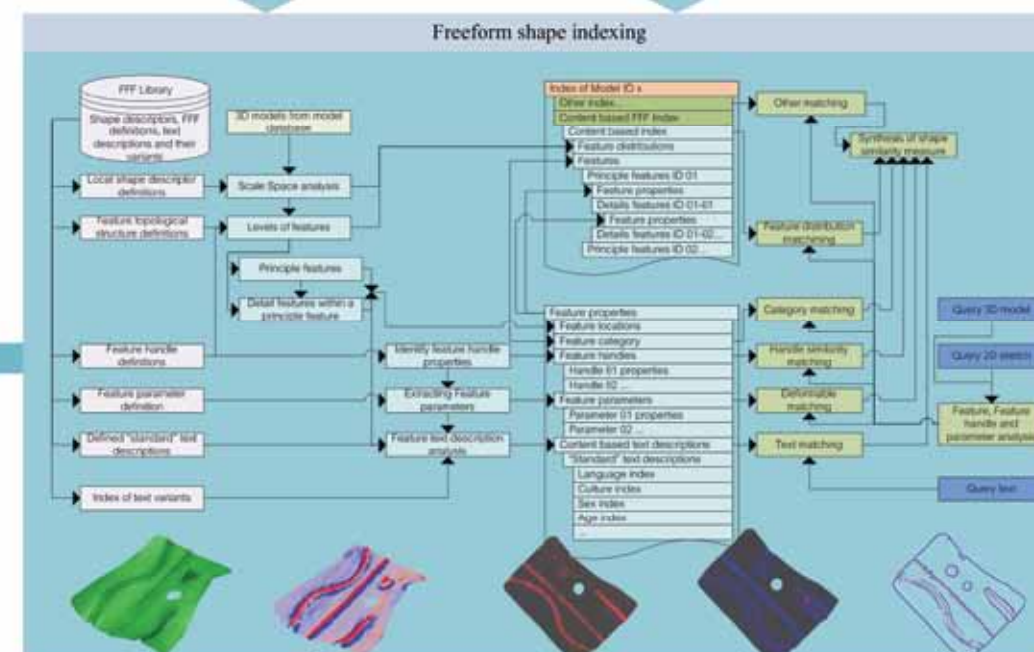 Freeform shape indexing
FFF Library
Shape descriptors, FFF
definitions, text
descriptions and their
variants
3D models from model
database
Local shape descriptor
definitions
Scale Space analysis
Feature topological
structure definitions
Levels of features
Principle features
Detail features within a
principle feature
Feature handle
definitions
Identify feature handle
properties
Feature parameter
definition
Extracting Feature
parameters
Defined "standard" text
descriptions
Feature text description
analysis
Index of text variants
Index of Model ID x
Other index...
Content based FFF Index
Content based index
Feature distributions
Features
Principle features ID 01
Feature properties
Details features ID 01-01
Feature properties
Details features ID 01-02...
Principle features ID 02...
Feature properties
Feature locations
Feature category
Feature handles
Handle 01 properties
Handle 02 ...
Feature parameters
Parameter 01 properties
Parameter 02 ...
Content based text descriptions
"Standard" text descriptions
Language index
Culture index
Sex index
Age index
...
Other matching
Synthesis of shape
similarity measure
Feature distribution
matching
Category matching
Handle similarity
matching
Deformable
matching
Text matching
Query 3D model
Query 2D sketch
Feature, Feature
handle and
parameter analysis
Query text